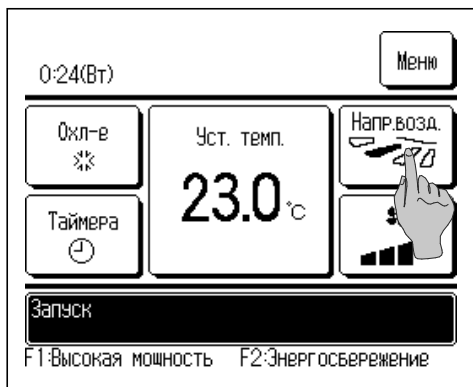 0:24(Вт)
Меню
Охл-е
Уст. темп.
Напр.возд.
23.0 °C
Таймера
Запуск
F1:Высокая мощность F2:Энергосбережение